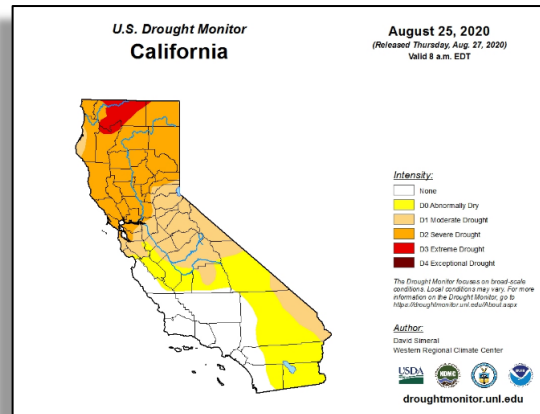 U.S. Drought Monitor
California
August 25, 2020
(Released Thursday, Aug. 27, 2020)
Valid 8 a.m. EDT
Intensity:
None
D0 Abnormally Dry
D1 Moderate Drought
D2 Severe Drought
D3 Extreme Drought
D4 Exceptional Drought
The Drought Monitor focuses on broad-scale
conditions. Local conditions may vary. For more
information on the Drought Monitor, go to
https://droughtmonitor.unl.edu/About.aspx
Author:
David Simeral
Western Regional Climate Center
USDA
NDMC
droughtmonitor.unl.edu